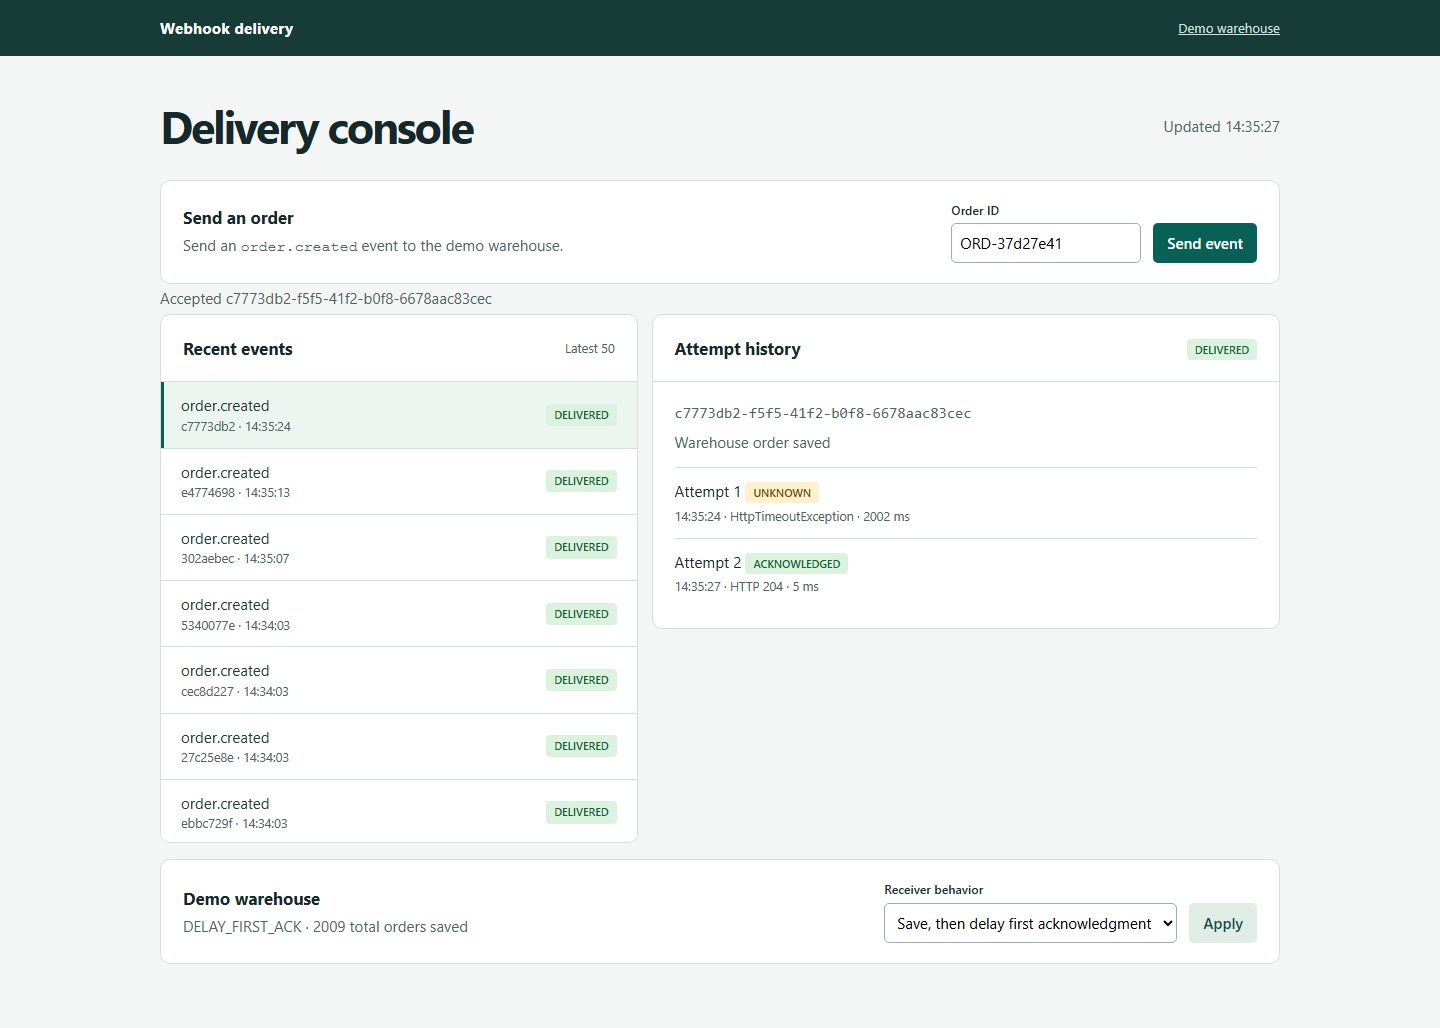 Webhook delivery
Demo warehouse
Delivery console
Updated 14:35:27
Send an order
Send an order.created event to the demo warehouse.
Order ID
ORD-37d27e41
Send event
Accepted c7773db2-f5f5-41f2-b0f8-6678aac83cec
Recent events
Latest 50
order.created
c7773db2 · 14:35:24
DELIVERED
order.created
e4774698 · 14:35:13
DELIVERED
order.created
302aebec · 14:35:07
DELIVERED
order.created
5340077e · 14:34:03
DELIVERED
order.created
cec8d227 · 14:34:03
DELIVERED
order.created
27c25e8e · 14:34:03
DELIVERED
order.created
ebbc729f · 14:34:03
DELIVERED
Attempt history
DELIVERED
c7773db2-f5f5-41f2-b0f8-6678aac83cec
Warehouse order saved
Attempt 1 UNKNOWN
14:35:24 · HttpTimeoutException · 2002 ms
Attempt 2 ACKNOWLEDGED
14:35:27 · HTTP 204 · 5 ms
Demo warehouse
DELAY_FIRST_ACK · 2009 total orders saved
Receiver behavior
Save, then delay first acknowledgment
Apply